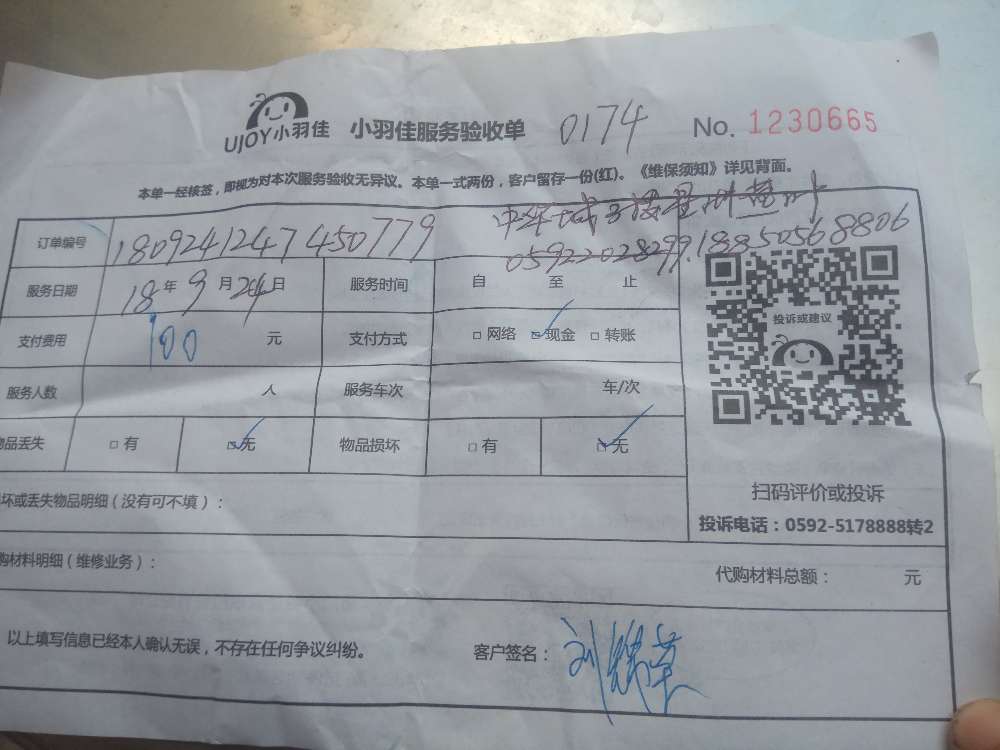 UJOY小羽佳 小羽佳服务验收单 0174 No. 1230665
本单一经核签，即视为对本次服务验收无异议。本单一式两份，客户留存一份(红)。《维保须知》详见背面。
订单编号 1809241247450779
05922028299.18850568806
服务日期 18年9月24日 服务时间 自 至 止
支付费用 100 元 支付方式 □网络 ☑现金 □转账
投诉或建议
服务人数 人 服务车次 车/次
物品丢失 □有 ☑无 物品损坏 □有 ☑无
坏或丢失物品明细（没有可不填）：
扫码评价或投诉
投诉电话：0592-5178888转2
购材料明细（维修业务）： 代购材料总额： 元
以上填写信息已经本人确认无误，不存在任何争议纠纷。 客户签名：刘